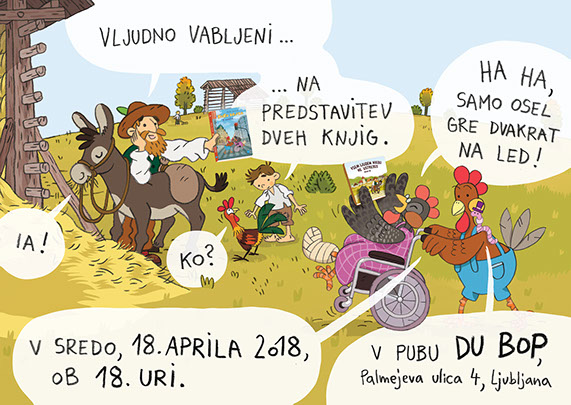 VLJUDNO VABLJENI ...
... NA
PREDSTAVITEV
DVEH KNJIG.
HA HA,
SAMO OSEL
GRE DVAKRAT
NA LED!
IA!
KO?
V SREDO, 18. APRILA 2018,
OB 18. URI.
V PUBU DU BOP,
Palmejeva ulica 4, Ljubljana